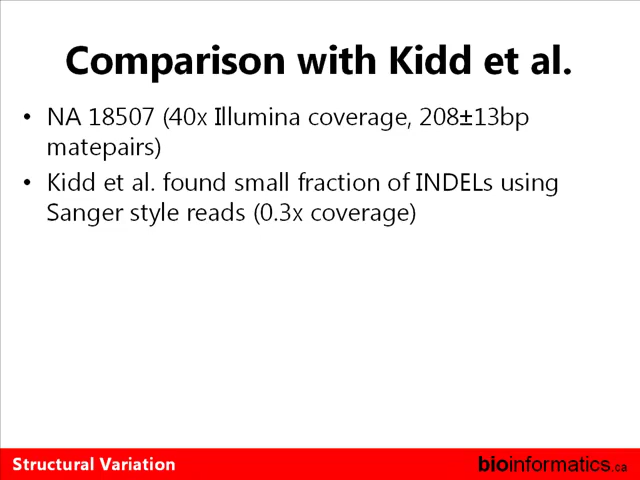 Comparison with Kidd et al.
• NA 18507 (40x Illumina coverage, 208±13bp
matepairs)
• Kidd et al. found small fraction of INDELs using
Sanger style reads (0.3x coverage)
Structural Variation
bioinformatics.ca